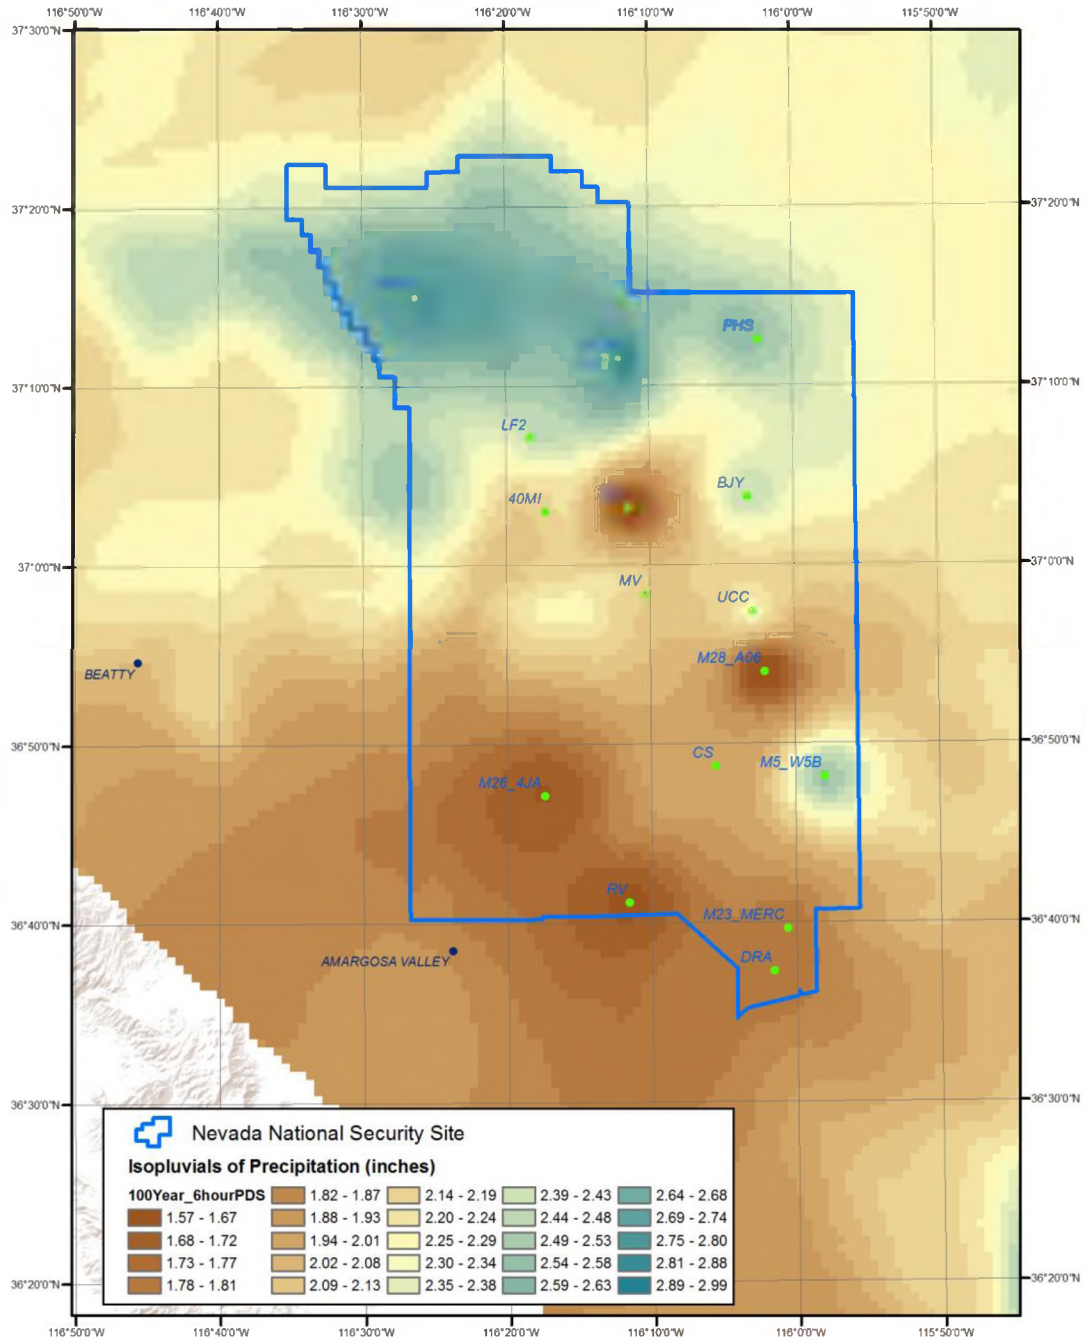 116°50'0"W 116°40'0"W 116°30'0"W 116°20'0"W 116°10'0"W 116°0'0"W 115°50'0"W
37°30'0"N
37°20'0"N 37°20'0"N
PHS
37°10'0"N 37°10'0"N
LF2
BJY
40MI
37°0'0"N 37°0'0"N
MV
UCC
M28_A06
BEATTY
36°50'0"N 36°50'0"N
CS
M5_W5B
M26_4JA
RV
M23_MERC
36°40'0"N 36°40'0"N
DRA
AMARGOSA VALLEY
36°30'0"N 36°30'0"N
Nevada National Security Site
Isopluvials of Precipitation (inches)
100Year_6hourPDS 1.82 - 1.87 2.14 - 2.19 2.39 - 2.43 2.64 - 2.68
1.57 - 1.67 1.88 - 1.93 2.20 - 2.24 2.44 - 2.48 2.69 - 2.74
1.68 - 1.72 1.94 - 2.01 2.25 - 2.29 2.49 - 2.53 2.75 - 2.80
1.73 - 1.77 2.02 - 2.08 2.30 - 2.34 2.54 - 2.58 2.81 - 2.88
1.78 - 1.81 2.09 - 2.13 2.35 - 2.38 2.59 - 2.63 2.89 - 2.99
36°20'0"N 36°20'0"N
116°50'0"W 116°40'0"W 116°30'0"W 116°20'0"W 116°10'0"W 116°0'0"W 115°50'0"W